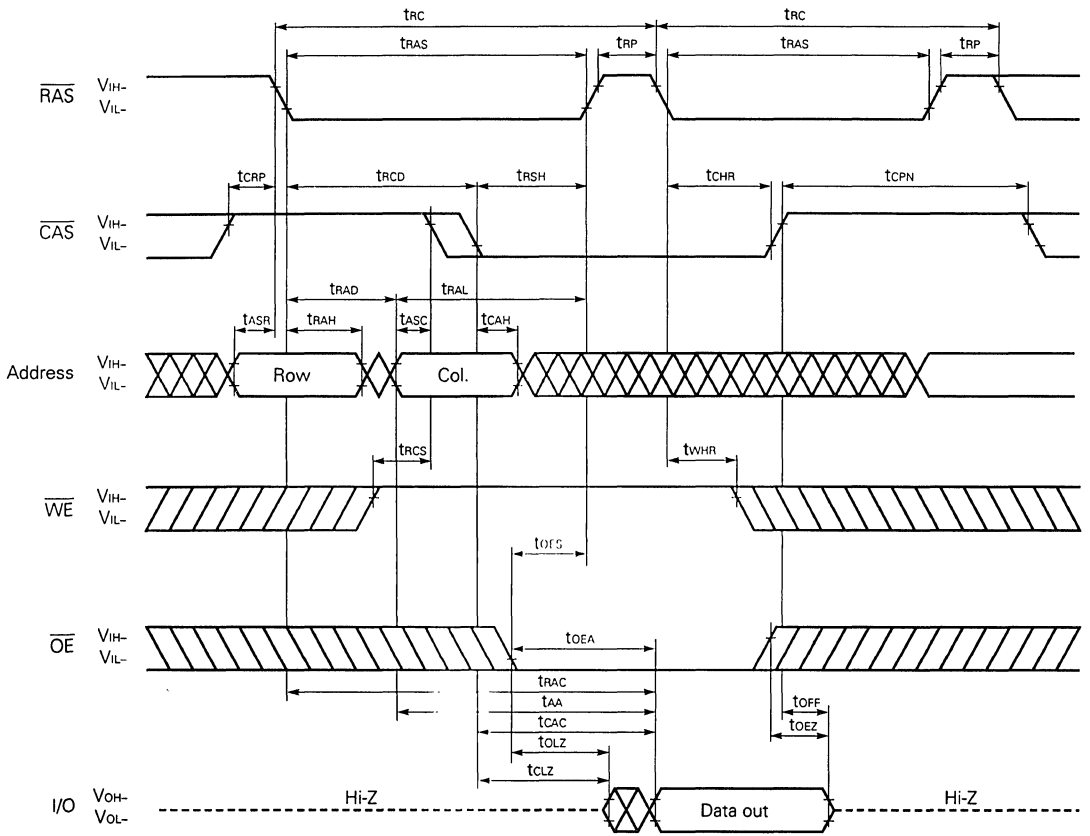 tRC tRC
tRAS tRP tRAS tRP
RAS VIH–
VIL–
tCRP tRCD tRSH tCHR tCPN
CAS VIH–
VIL–
tRAD tRAL
tASR tRAH tASC tCAH
Address VIH–
VIL–
Row Col.
tRCS tWHR
WE VIH–
VIL–
tOES
OE VIH–
VIL–
tOEA
tRAC
tAA
tCAC
tOLZ
tCLZ
tOFF
tOEZ
I/O VOH–
VOL–
Hi-Z Data out Hi-Z